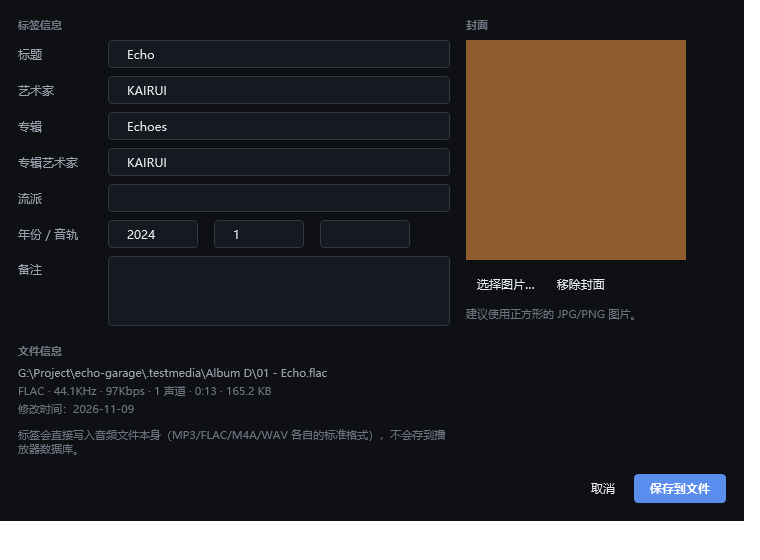 标签信息
封面
标题 Echo
艺术家 KAIRUI
专辑 Echoes
专辑艺术家 KAIRUI
流派
年份 / 音轨 2024 1
备注
选择图片... 移除封面
建议使用正方形的 JPG/PNG 图片。
文件信息
G:\Project\echo-garage\.testmedia\Album D\01 - Echo.flac
FLAC · 44.1KHz · 97Kbps · 1 声道 · 0:13 · 165.2 KB
修改时间：2026-11-09
标签会直接写入音频文件本身（MP3/FLAC/M4A/WAV 各自的标准格式），不会存到播
放器数据库。
取消 保存到文件